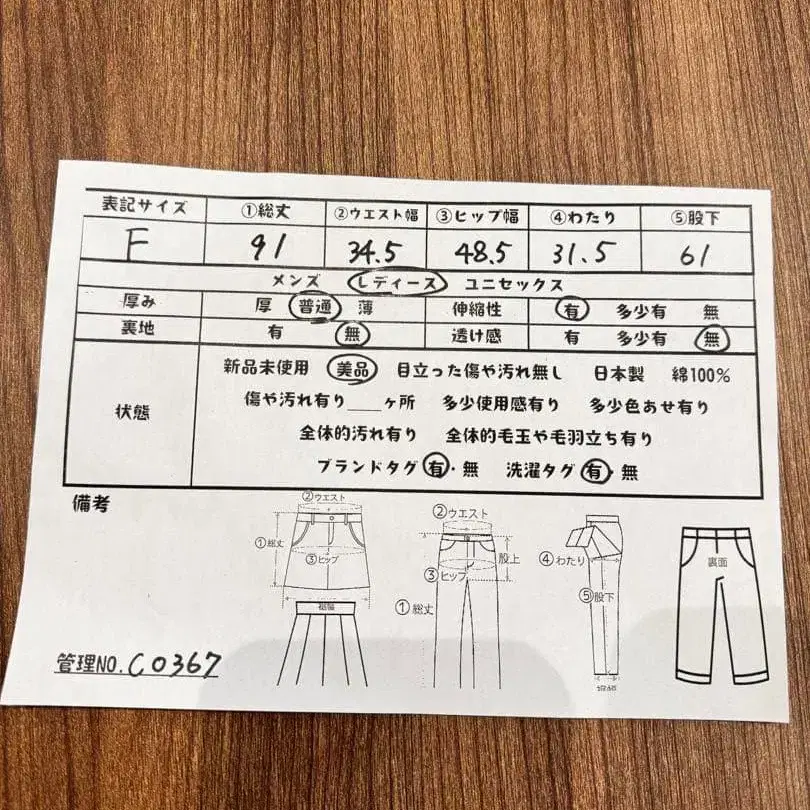 表記サイズ ①総丈 ②ウエスト幅 ③ヒップ幅 ④わたり ⑤股下
F 91 34.5 48.5 31.5 61
メンズ レディース ユニセックス
厚み 厚 普通 薄 伸縮性 有 多少有 無
裏地 有 無 透け感 有 多少有 無
状態
新品未使用 美品 目立った傷や汚れ無し 日本製 綿100%
傷や汚れ有り___ヶ所 多少使用感有り 多少色あせ有り
全体的汚れ有り 全体的毛玉や毛羽立ち有り
ブランドタグ 有・無 洗濯タグ 有・無
備考
②ウエスト
①総丈
③ヒップ
裾幅
②ウエスト
股上
③ヒップ
①総丈
④わたり
⑤股下
裏面
管理NO. C0367